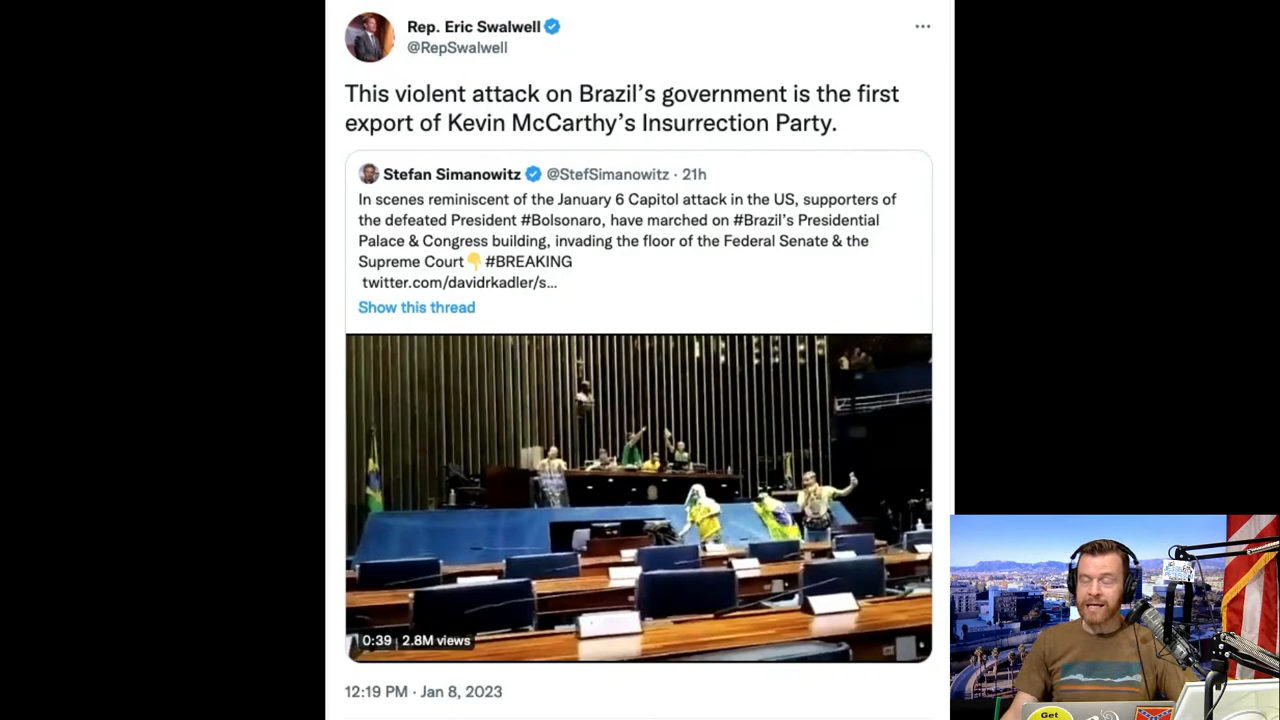 Rep. Eric Swalwell
@RepSwalwell
This violent attack on Brazil’s government is the first
export of Kevin McCarthy’s Insurrection Party.
Stefan Simanowitz @StefSimanowitz · 21h
In scenes reminiscent of the January 6 Capitol attack in the US, supporters of
the defeated President #Bolsonaro, have marched on #Brazil’s Presidential
Palace & Congress building, invading the floor of the Federal Senate & the
Supreme Court👇 #BREAKING
twitter.com/davidrkadler/s...
Show this thread
0:39 2.8M views
12:19 PM · Jan 8, 2023
Get